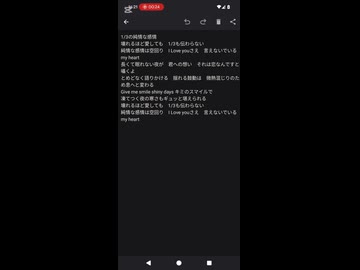 00:04
1/3の純情な感情
壊れるほど愛しても　1/3も伝わらない
純情な感情は空回り　I Love youさえ　言えないでいる
my heart
長くて眠れない夜が　君への想い　それは恋なんですと
囁くよ
とめどなく語りかける　揺れる鼓動は　微熱混じりのた
め息へと変わる
Give me smile shiny days キミのスマイルで
凍てつく夜の寒さもギュッと堪えられる
壊れるほど愛しても　1/3も伝わらない
純情な感情は空回り　I Love youさえ　言えないでいる
my heart